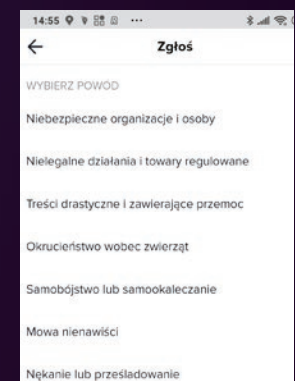 14:55
Zgłoś
WYBIERZ POWÓD
Niebezpieczne organizacje i osoby
Nielegalne działania i towary regulowane
Treści drastyczne i zawierające przemoc
Okrucieństwo wobec zwierząt
Samobójstwo lub samookaleczanie
Mowa nienawiści
Nękanie lub prześladowanie